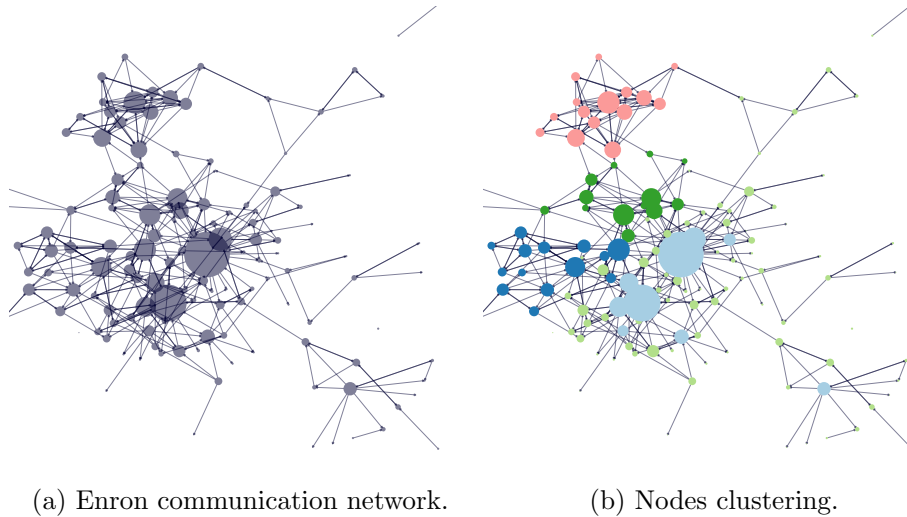 (a) Enron communication network.
(b) Nodes clustering.